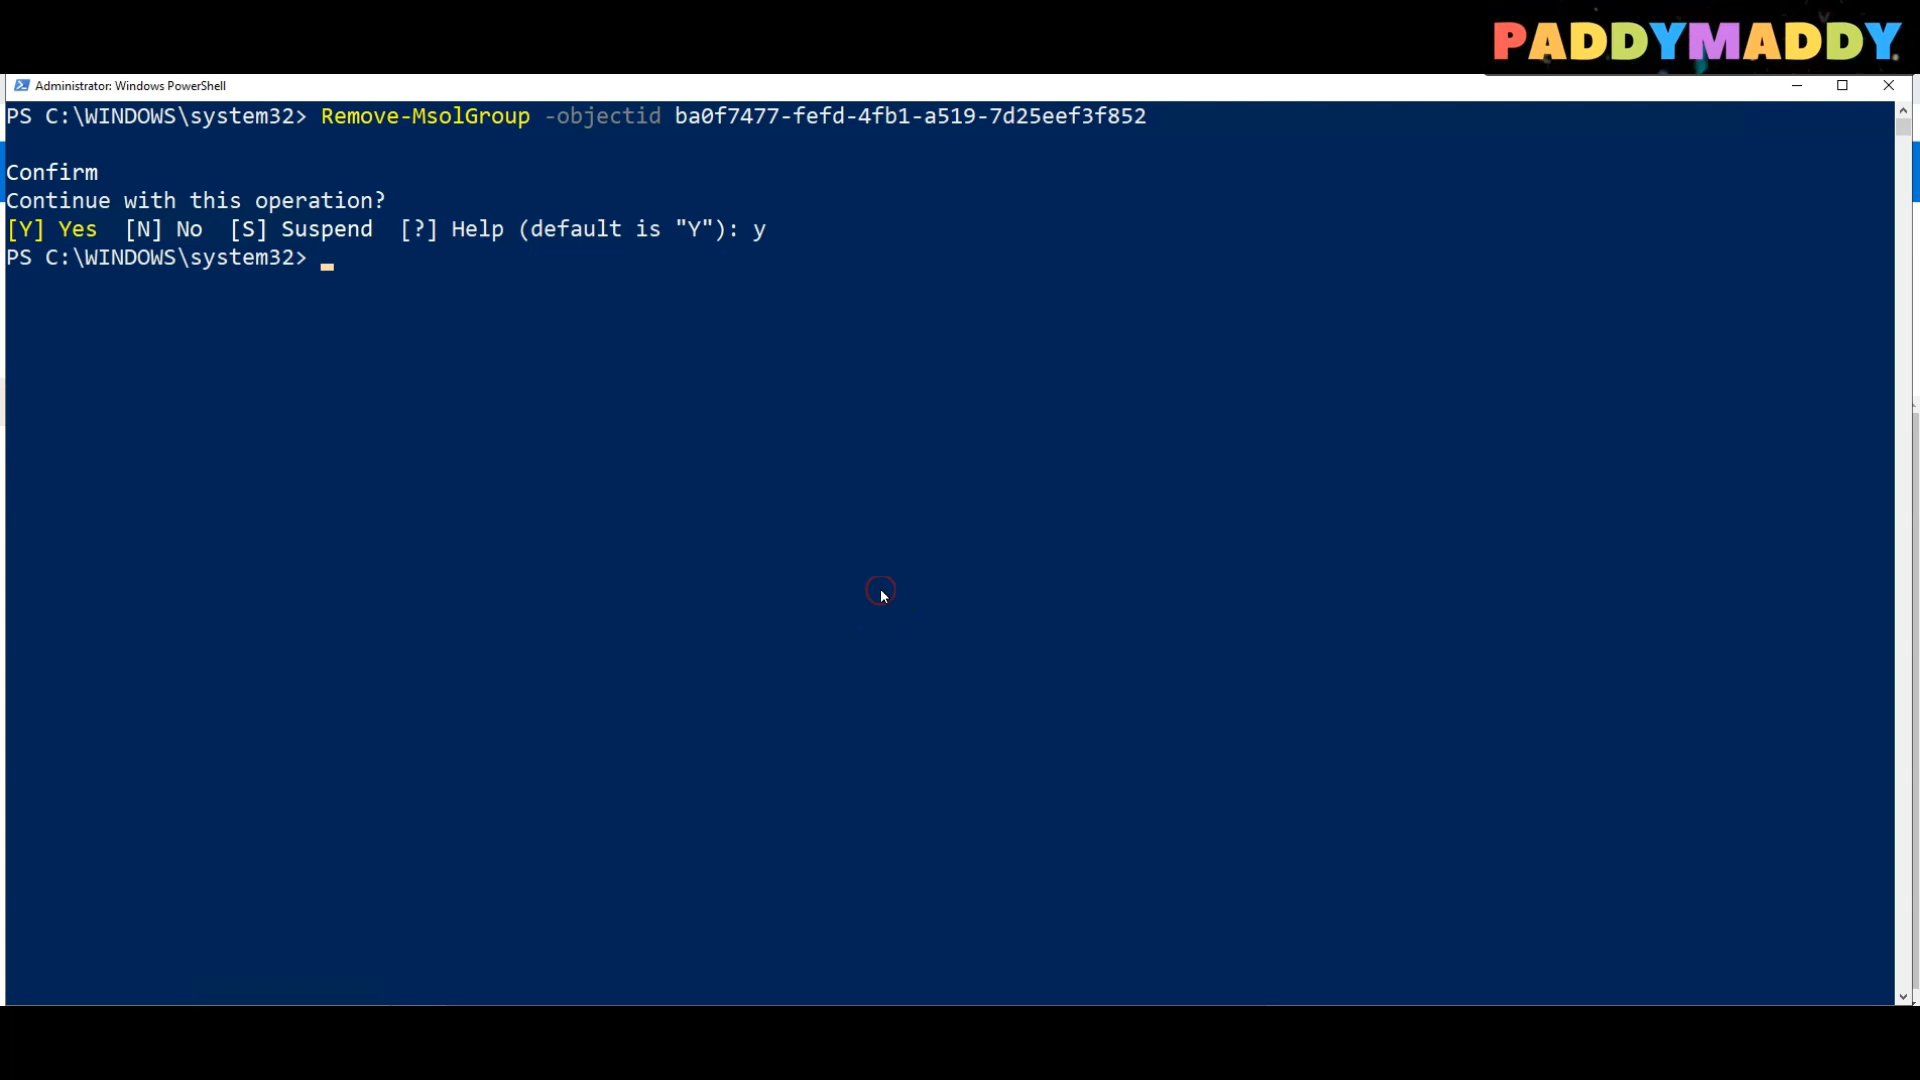 PADDYMADDY.
Administrator: Windows PowerShell
PS C:\WINDOWS\system32> Remove-MsolGroup -objectid ba0f7477-fefd-4fb1-a519-7d25eef3f852
Confirm
Continue with this operation?
[Y] Yes  [N] No  [S] Suspend  [?] Help (default is "Y"): y
PS C:\WINDOWS\system32>